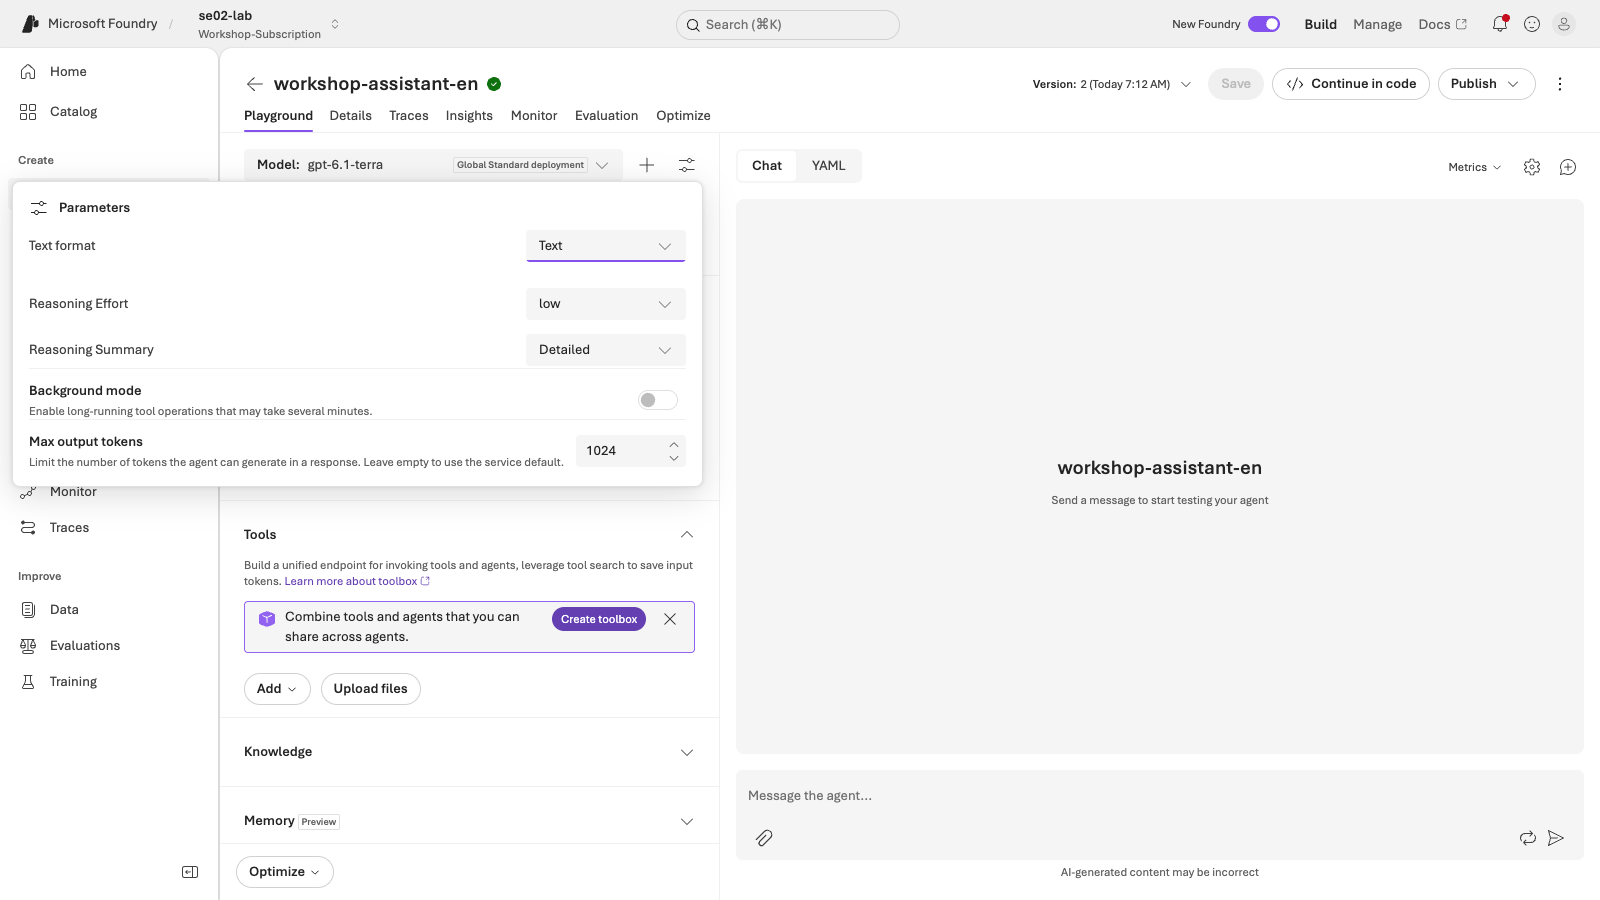 Microsoft Foundry
/
se02-lab
Workshop-Subscription
Search (⌘K)
New Foundry
Build
Manage
Docs
Home
Catalog
Create
workshop-assistant-en
Version: 2 (Today 7:12 AM)
Save
Continue in code
Publish
Playground
Details
Traces
Insights
Monitor
Evaluation
Optimize
Model: gpt-6.1-terra
Global Standard deployment
Chat
YAML
Metrics
Parameters
Text format
Text
Reasoning Effort
low
Reasoning Summary
Detailed
Background mode
Enable long-running tool operations that may take several minutes.
Max output tokens
Limit the number of tokens the agent can generate in a response. Leave empty to use the service default.
1024
Monitor
Traces
Improve
Data
Evaluations
Training
Tools
Build a unified endpoint for invoking tools and agents, leverage tool search to save input
tokens. Learn more about toolbox
Combine tools and agents that you can
share across agents.
Create toolbox
Add
Upload files
Knowledge
Memory Preview
Optimize
workshop-assistant-en
Send a message to start testing your agent
Message the agent...
AI-generated content may be incorrect